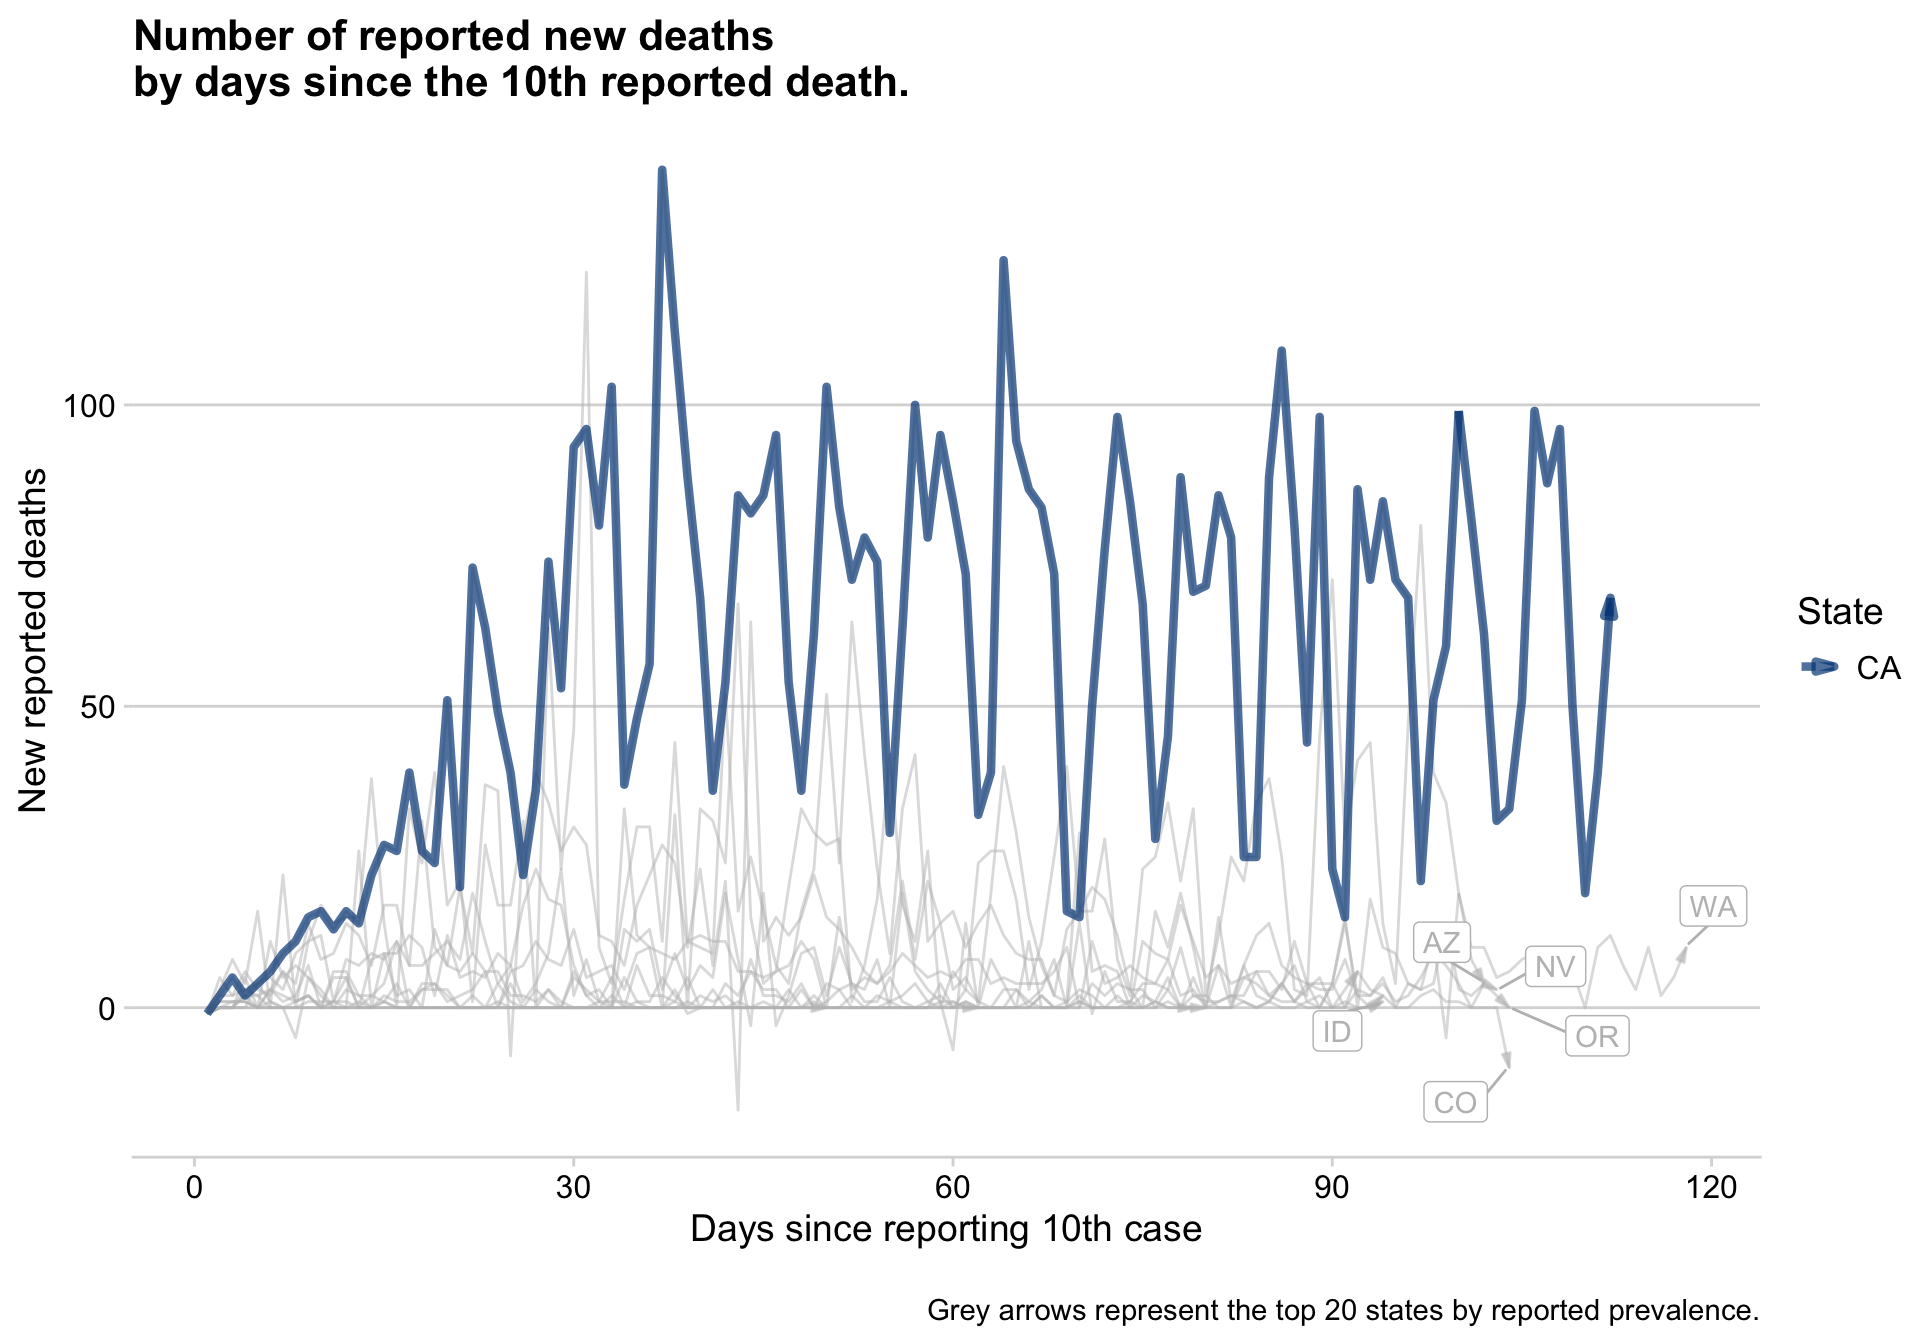 Number of reported new deaths
by days since the 10th reported death.
New reported deaths
100
50
0
0
30
60
90
120
Days since reporting 10th case
WA
AZ
NV
ID
OR
CO
State
CA
Grey arrows represent the top 20 states by reported prevalence.